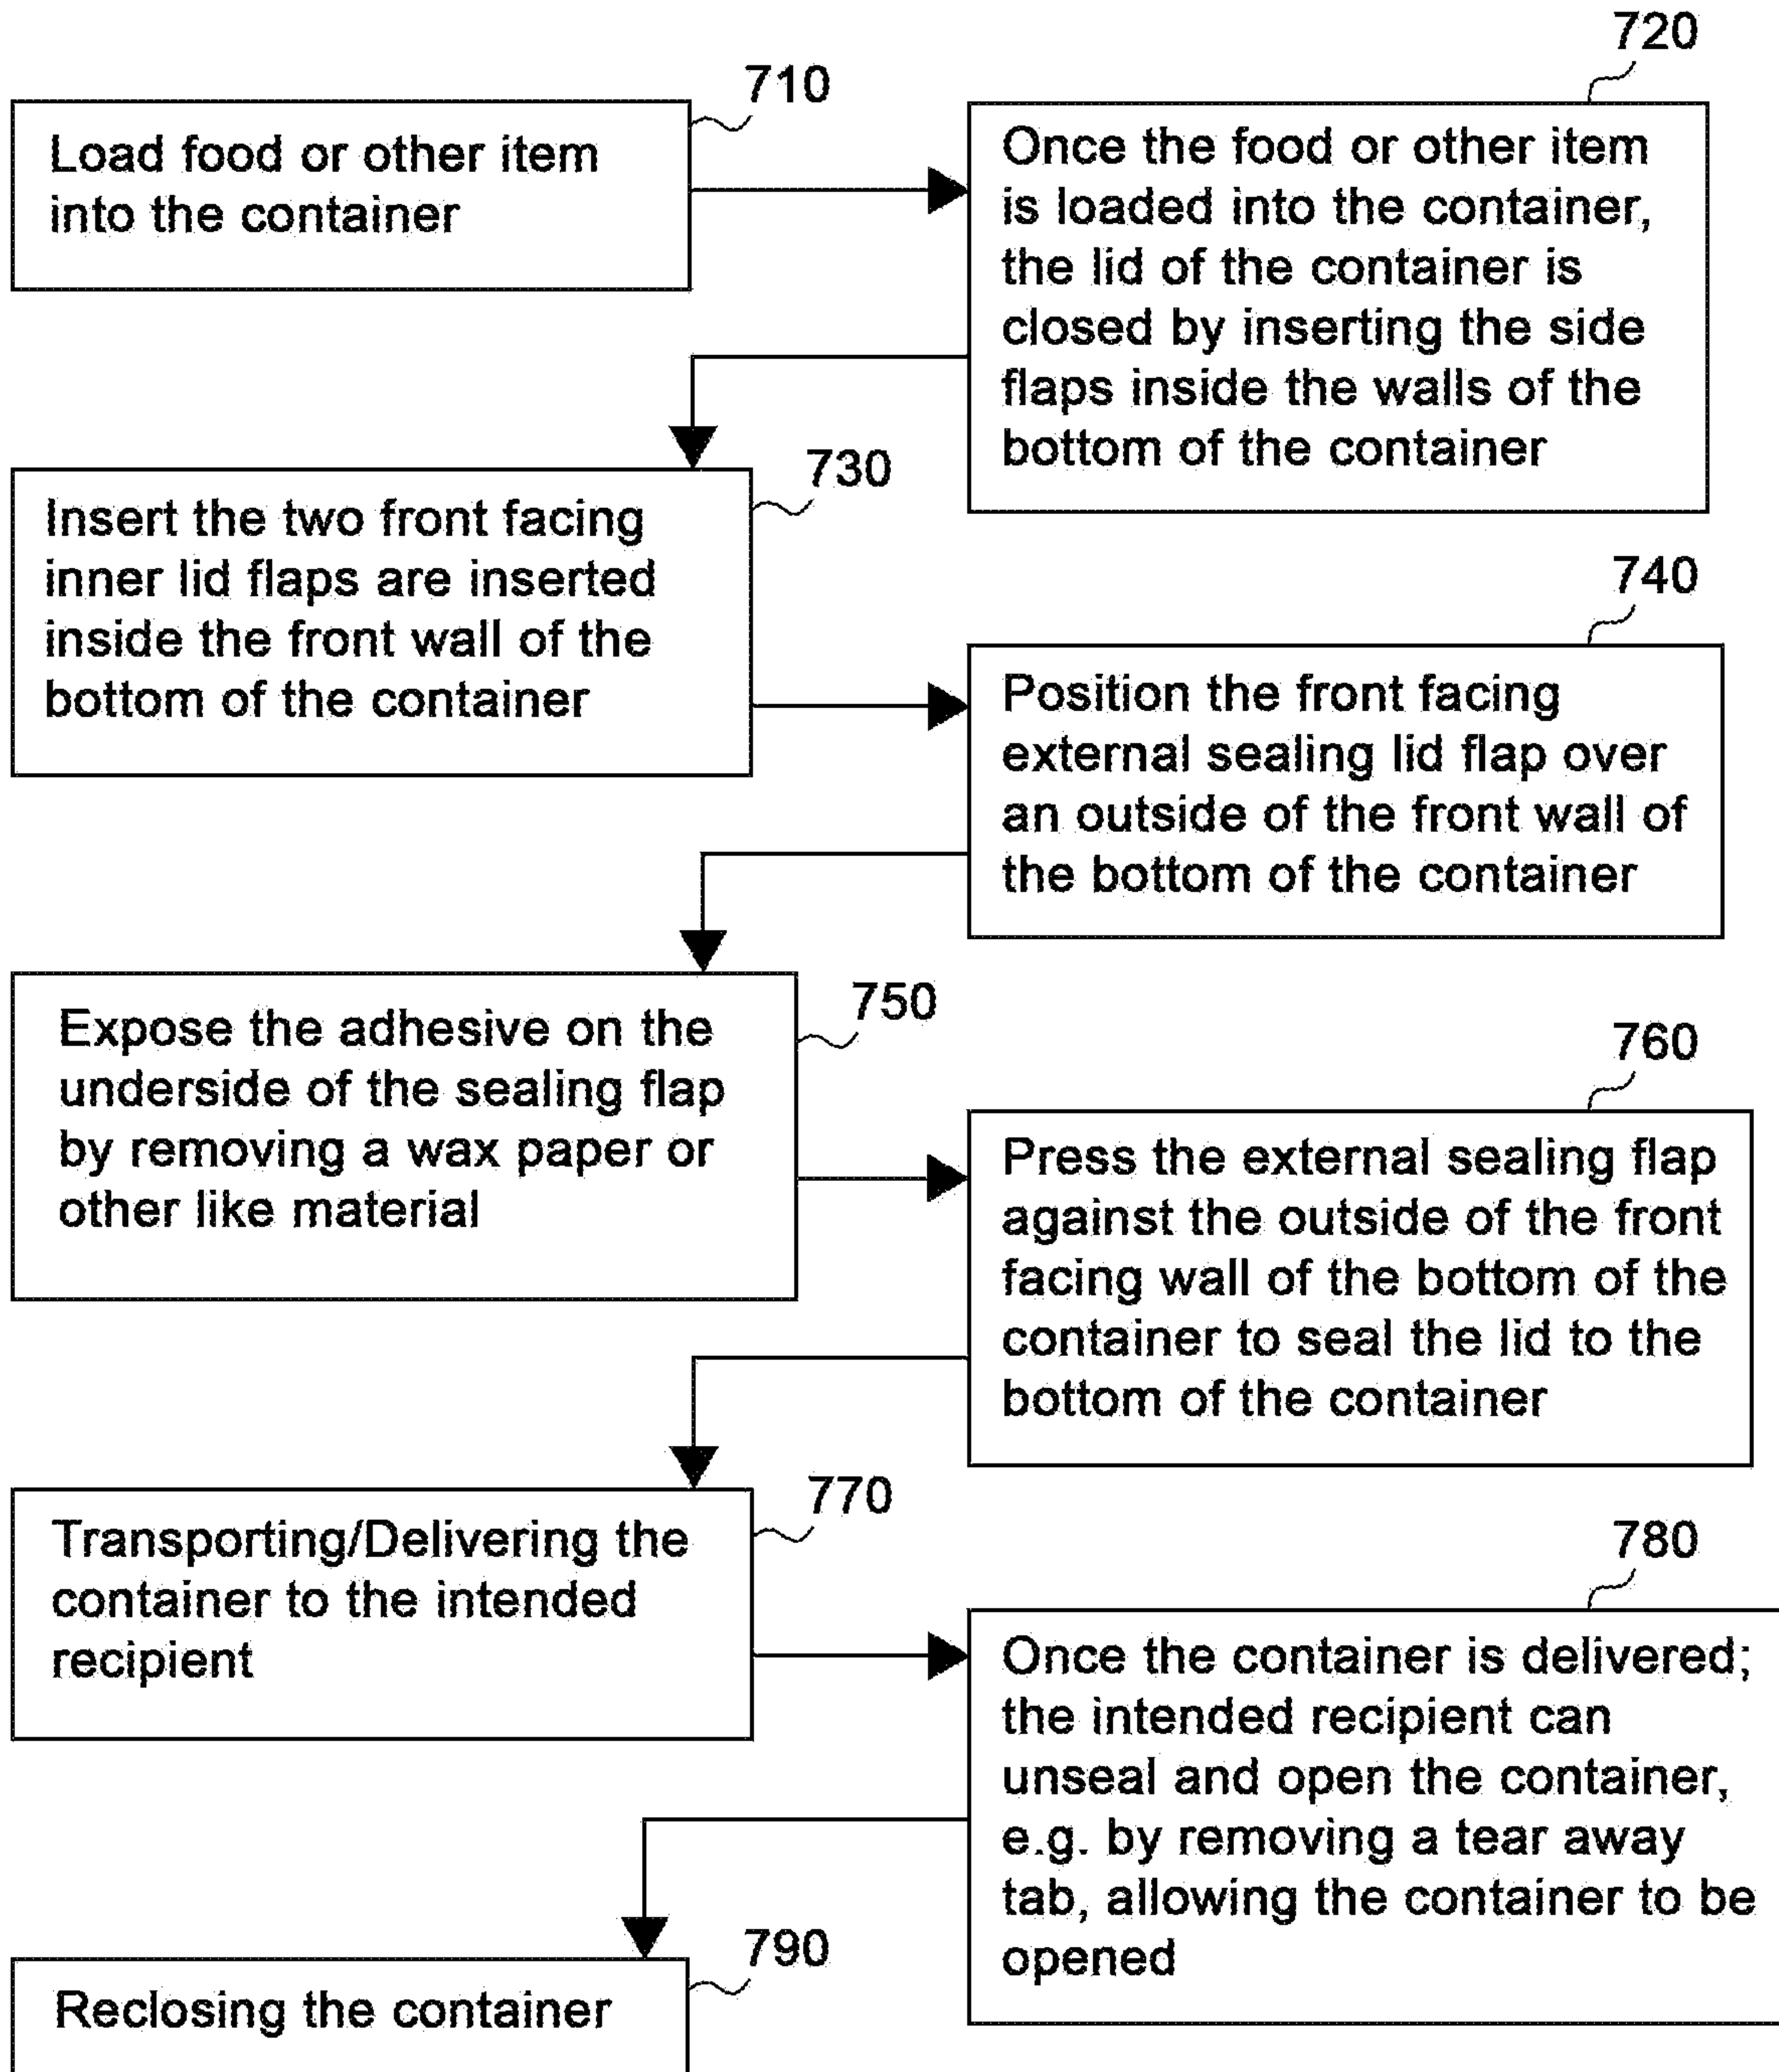 710
Load food or other item
into the container
720
Once the food or other item
is loaded into the container,
the lid of the container is
closed by inserting the side
flaps inside the walls of the
bottom of the container
730
Insert the two front facing
inner lid flaps are inserted
inside the front wall of the
bottom of the container
740
Position the front facing
external sealing lid flap over
an outside of the front wall of
the bottom of the container
750
Expose the adhesive on the
underside of the sealing flap
by removing a wax paper or
other like material
760
Press the external sealing flap
against the outside of the front
facing wall of the bottom of the
container to seal the lid to the
bottom of the container
770
Transporting/Delivering the
container to the intended
recipient
780
Once the container is delivered;
the intended recipient can
unseal and open the container,
e.g. by removing a tear away
tab, allowing the container to be
opened
790
Reclosing the container